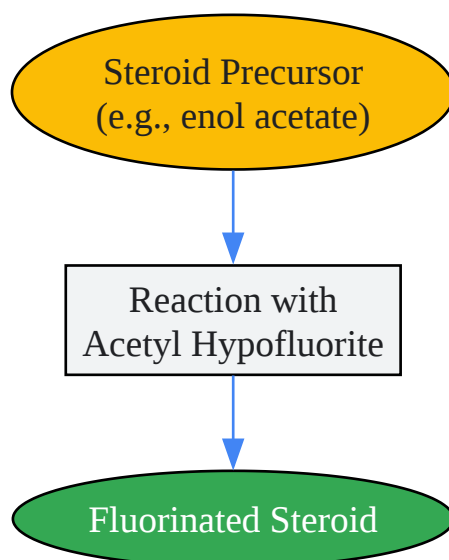 Steroid Precursor
(e.g., enol acetate)
Reaction with
Acetyl Hypofluorite
Fluorinated Steroid